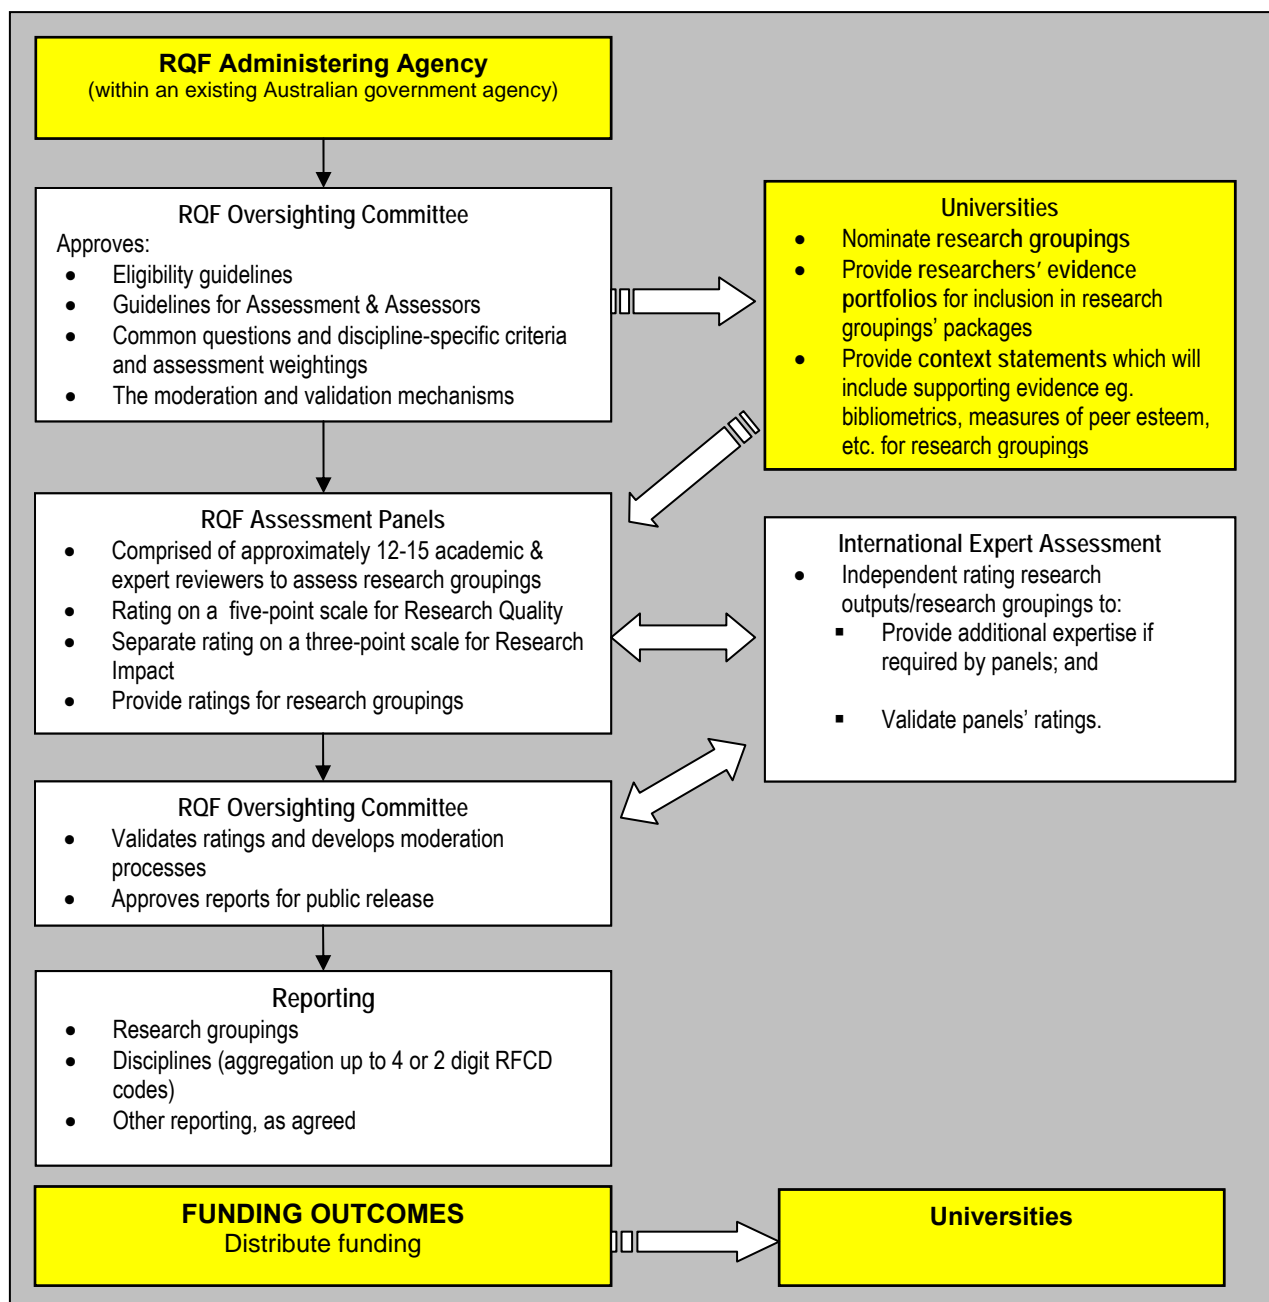 RQF Administering Agency
(within an existing Australian government agency)
RQF Oversighting Committee
Approves:
• Eligibility guidelines
• Guidelines for Assessment & Assessors
• Common questions and discipline-specific criteria
and assessment weightings
• The moderation and validation mechanisms
Universities
• Nominate research groupings
• Provide researchers' evidence
portfolios for inclusion in research
groupings' packages
• Provide context statements which will
include supporting evidence eg.
bibliometrics, measures of peer esteem,
etc. for research groupings
RQF Assessment Panels
• Comprised of approximately 12-15 academic &
expert reviewers to assess research groupings
• Rating on a five-point scale for Research Quality
• Separate rating on a three-point scale for Research
Impact
• Provide ratings for research groupings
International Expert Assessment
• Independent rating research
outputs/research groupings to:
▪ Provide additional expertise if
required by panels; and
▪ Validate panels' ratings.
RQF Oversighting Committee
• Validates ratings and develops moderation
processes
• Approves reports for public release
Reporting
• Research groupings
• Disciplines (aggregation up to 4 or 2 digit RFCD
codes)
• Other reporting, as agreed
FUNDING OUTCOMES
Distribute funding
Universities